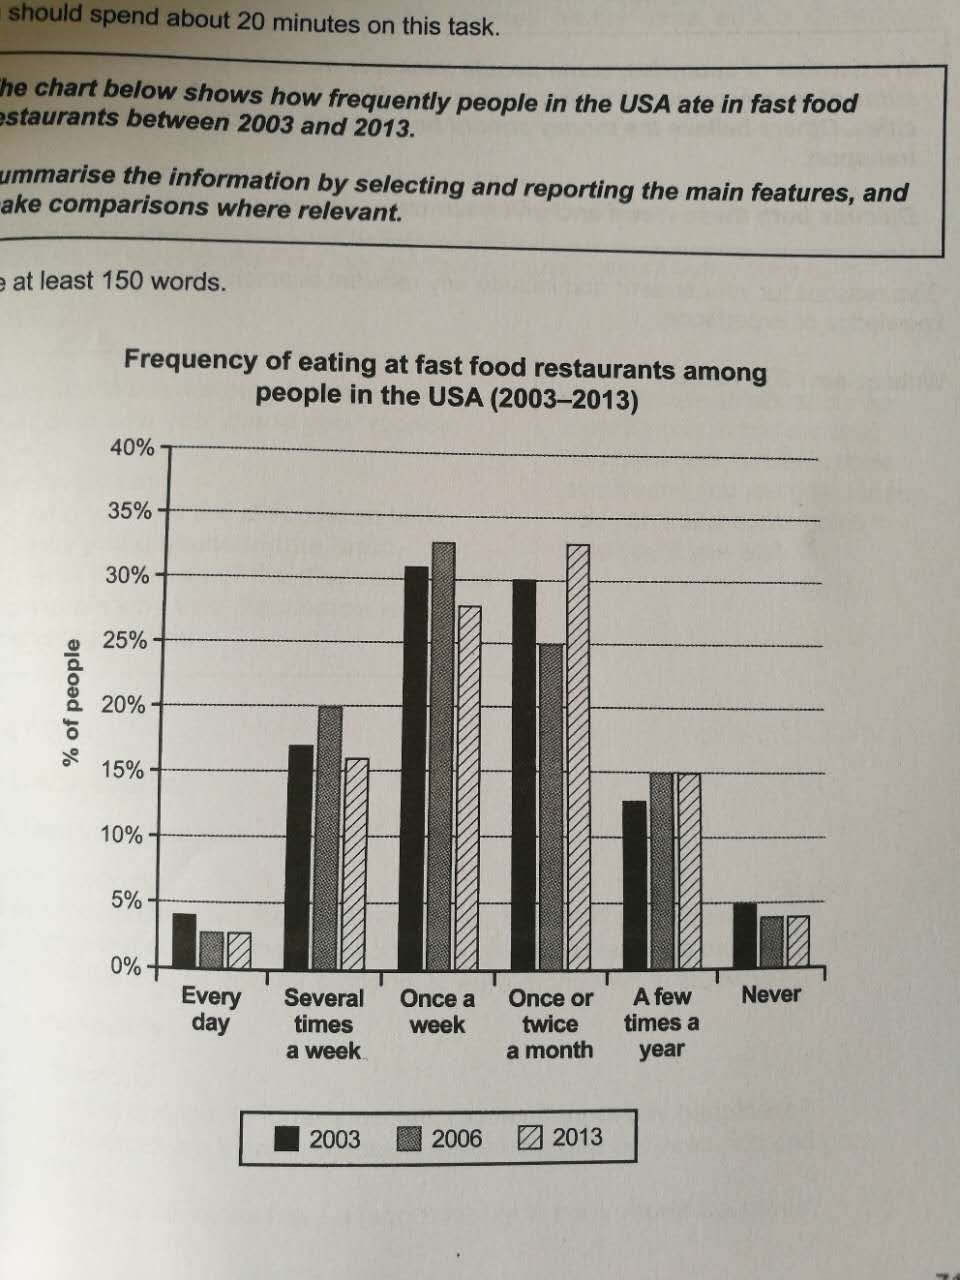 should spend about 20 minutes on this task.
he chart below shows how frequently people in the USA ate in fast food
estaurants between 2003 and 2013.
ummarise the information by selecting and reporting the main features, and
ake comparisons where relevant.
e at least 150 words.
Frequency of eating at fast food restaurants among
people in the USA (2003–2013)
40%
35%
30%
25%
20%
15%
10%
5%
0%
% of people
Every
day
Several
times
a week
Once a
week
Once or
twice
a month
A few
times a
year
Never
2003
2006
2013